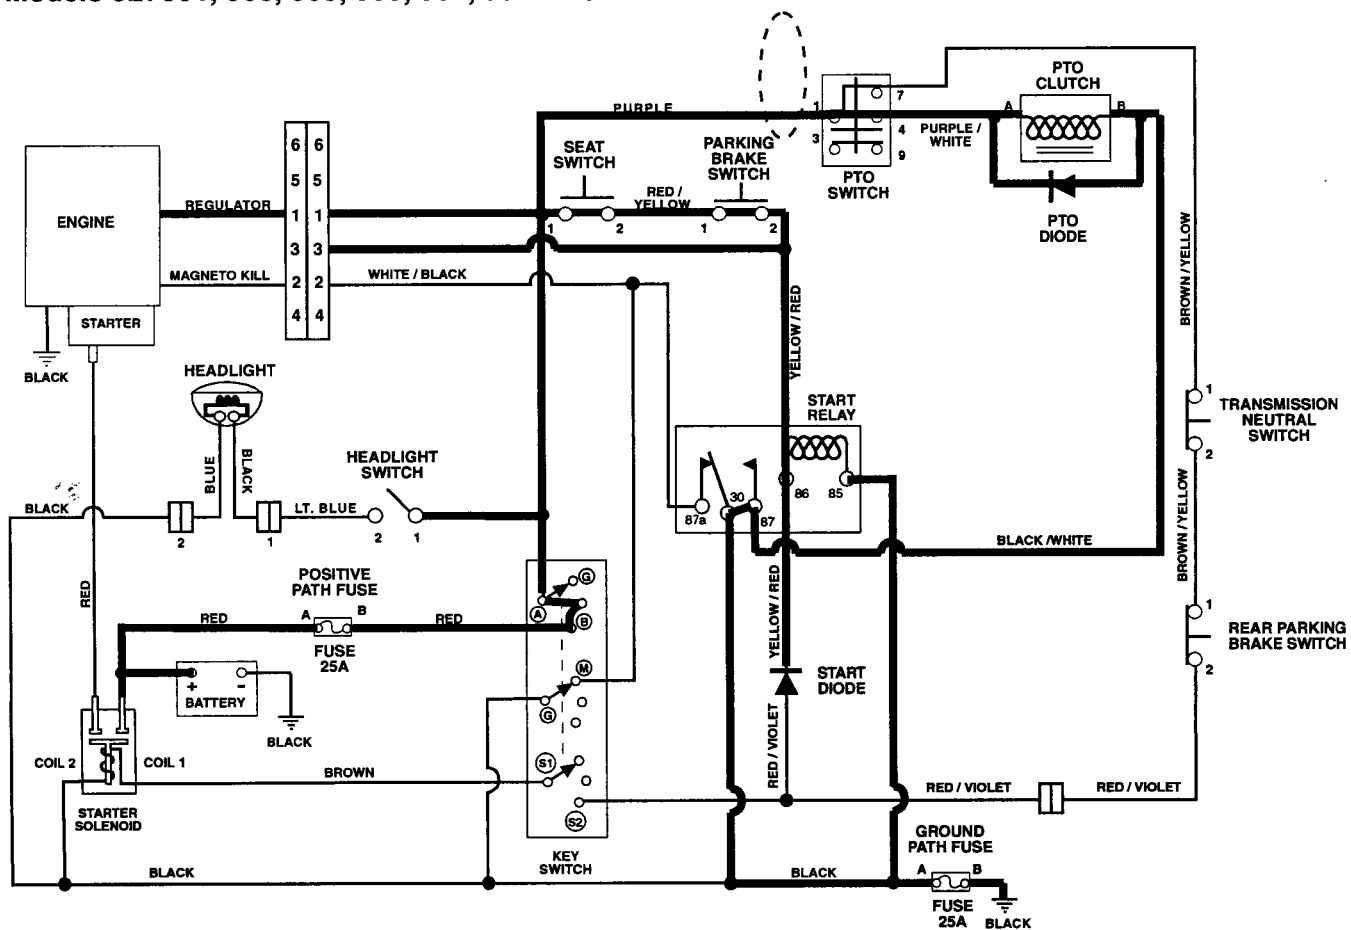 PURPLE
1
7
3
4
9
PURPLE /
WHITE
PTO
SWITCH
PTO
CLUTCH
A
B
PTO
DIODE
SEAT
SWITCH
1
2
RED /
YELLOW
PARKING
BRAKE
SWITCH
1
2
ENGINE
STARTER
BLACK
REGULATOR
MAGNETO KILL
6 6
5 5
1 1
3 3
2 2
4 4
WHITE / BLACK
YELLOW / RED
BROWN / YELLOW
HEADLIGHT
BLUE
BLACK
BLACK
2
1
LT. BLUE
HEADLIGHT
SWITCH
2
1
START
RELAY
87a
30
87
86
85
BLACK /WHITE
1
TRANSMISSION
NEUTRAL
SWITCH
2
BROWN / YELLOW
1
REAR PARKING
BRAKE SWITCH
2
RED
POSITIVE
PATH FUSE
RED
A
B
RED
FUSE
25A
+
-
BATTERY
BLACK
COIL 2
COIL 1
STARTER
SOLENOID
BROWN
G
A
B
M
G
S1
S2
KEY
SWITCH
YELLOW / RED
START
DIODE
RED / VIOLET
RED / VIOLET
RED / VIOLET
BLACK
BLACK
GROUND
PATH FUSE
A
B
FUSE
25A
BLACK